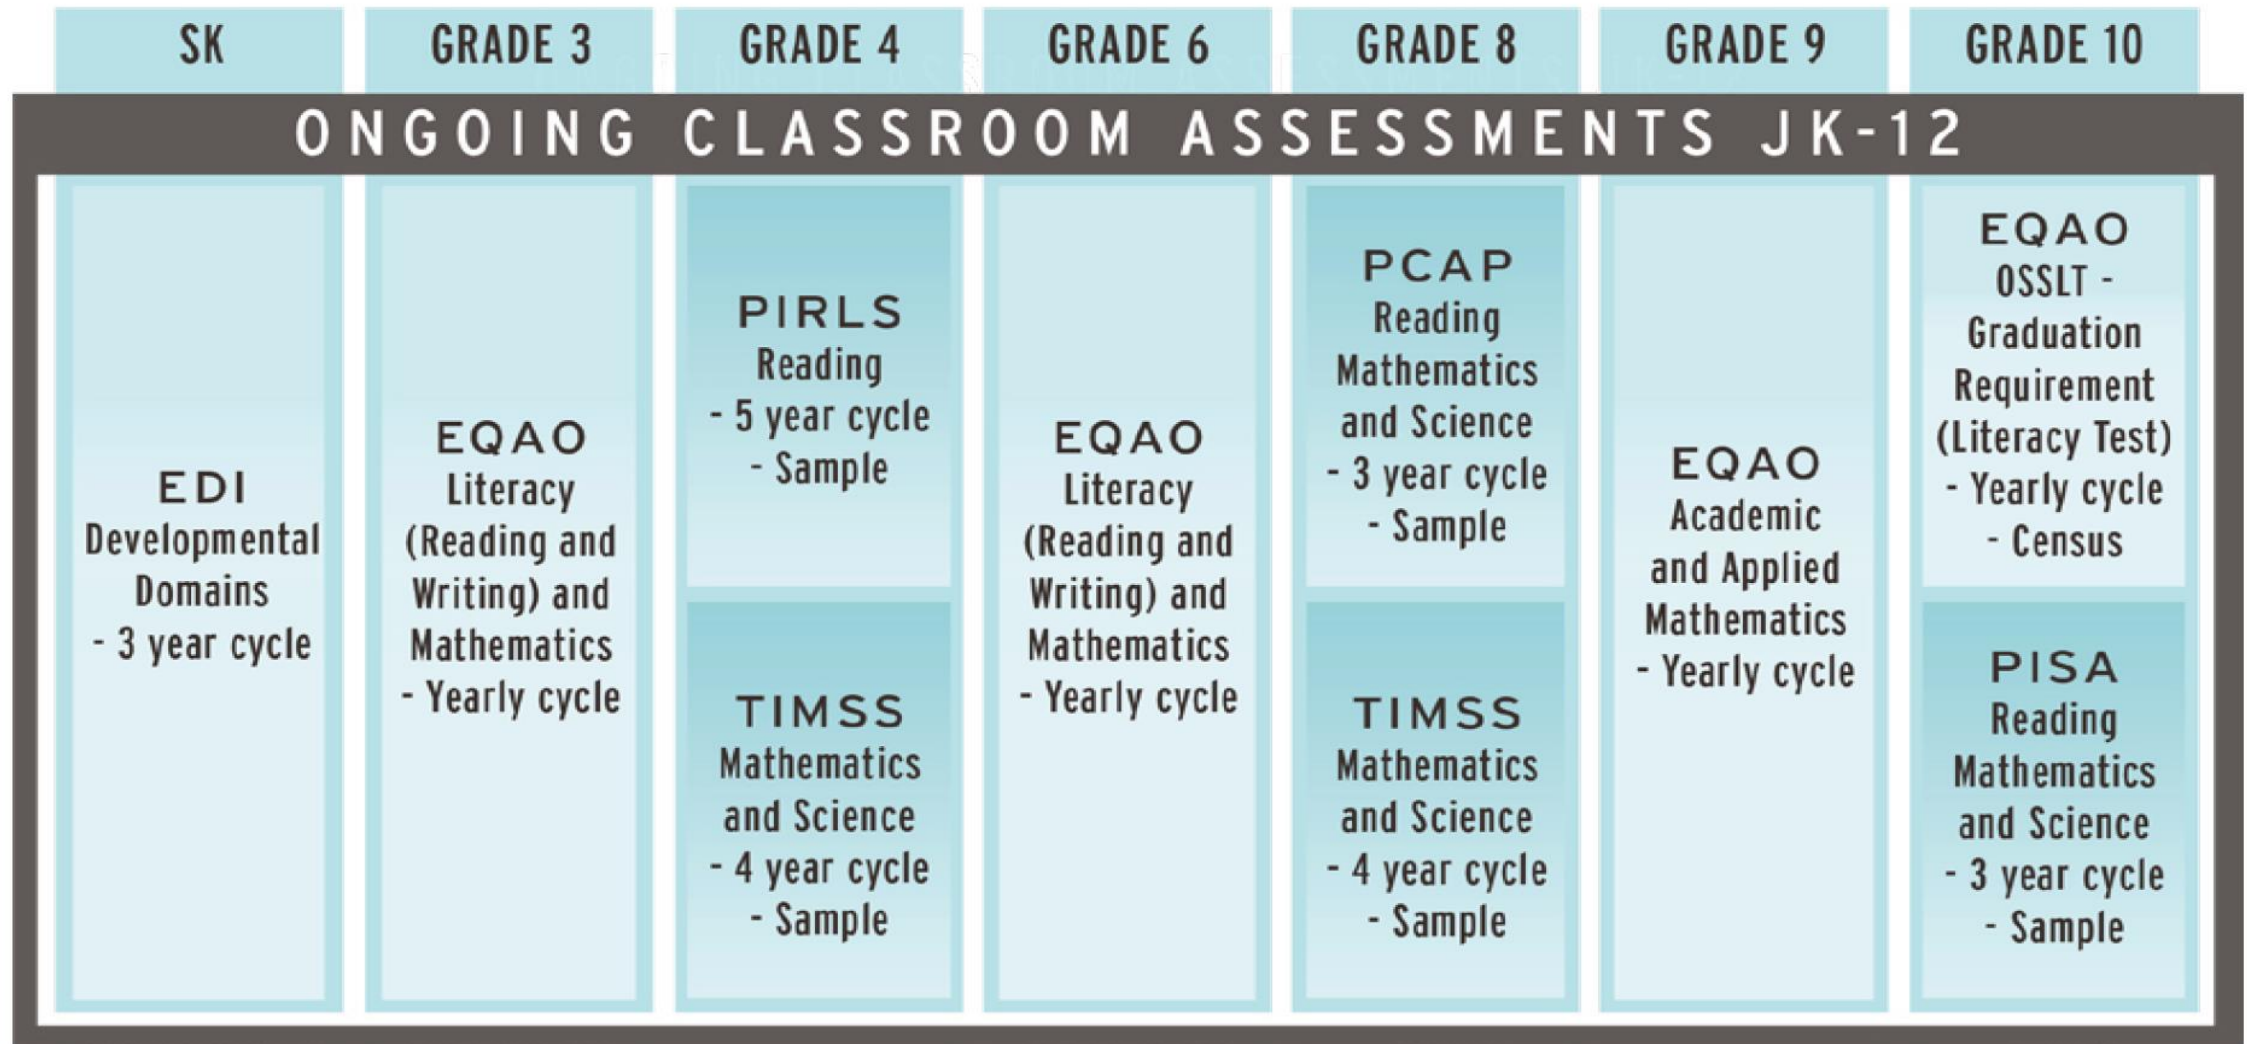 SK
GRADE 3
GRADE 4
GRADE 6
GRADE 8
GRADE 9
GRADE 10
ONGOING CLASSROOM ASSESSMENTS JK-12
EDI
Developmental
Domains
- 3 year cycle
EQAO
Literacy
(Reading and
Writing) and
Mathematics
- Yearly cycle
PIRLS
Reading
- 5 year cycle
- Sample
TIMSS
Mathematics
and Science
- 4 year cycle
- Sample
EQAO
Literacy
(Reading and
Writing) and
Mathematics
- Yearly cycle
PCAP
Reading
Mathematics
and Science
- 3 year cycle
- Sample
TIMSS
Mathematics
and Science
- 4 year cycle
- Sample
EQAO
Academic
and Applied
Mathematics
- Yearly cycle
EQAO
OSSLT -
Graduation
Requirement
(Literacy Test)
- Yearly cycle
- Census
PISA
Reading
Mathematics
and Science
- 3 year cycle
- Sample